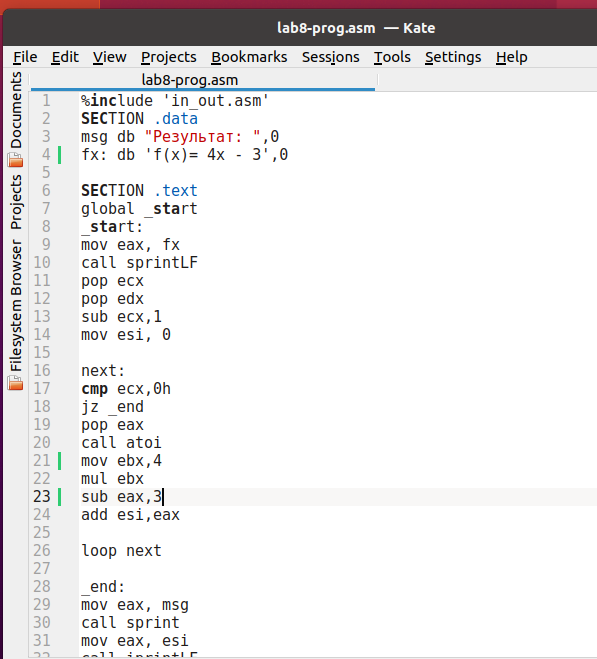 lab8-prog.asm — Kate
File Edit View Projects Bookmarks Sessions Tools Settings Help
lab8-prog.asm
Documents
Projects
Filesystem Browser
1 %include 'in_out.asm'
2 SECTION .data
3 msg db "Результат: ",0
4 fx: db 'f(x)= 4x - 3',0
5
6 SECTION .text
7 global _start
8 _start:
9 mov eax, fx
10 call sprintLF
11 pop ecx
12 pop edx
13 sub ecx,1
14 mov esi, 0
15
16 next:
17 cmp ecx,0h
18 jz _end
19 pop eax
20 call atoi
21 mov ebx,4
22 mul ebx
23 sub eax,3
24 add esi,eax
25
26 loop next
27
28 _end:
29 mov eax, msg
30 call sprint
31 mov eax, esi
32 call iprintLF